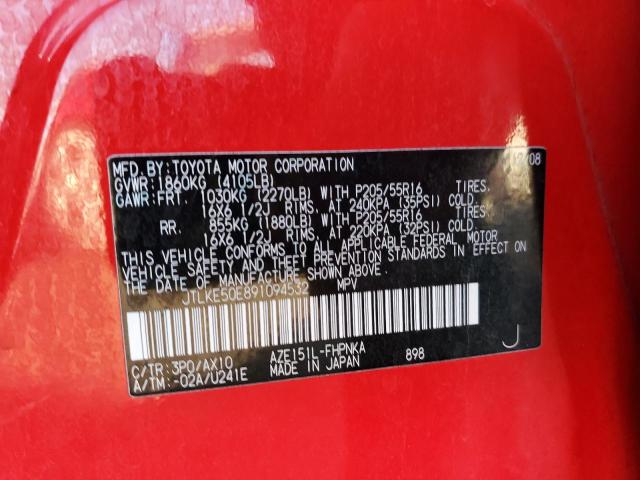 MFD. BY:TOYOTA MOTOR CORPORATION /08
GVWR:1860KG (4105LB)
GAWR:FRT. 1030KG (2270LB) WITH P205/55R16 TIRES.
16X6 1/2J RIMS. AT 240KPA (35PSI) COLD.
RR. 855KG (1880LB) WITH P205/55R16 TIRES.
16X6 1/2J RIMS. AT 220KPA (32PSI) COLD.
THIS VEHICLE CONFORMS TO ALL APPLICABLE FEDERAL MOTOR
VEHICLE SAFETY AND THEFT PREVENTION STANDARDS IN EFFECT ON
THE DATE OF MANUFACTURE SHOWN ABOVE.
JTLKE50E891094532 MPV
C/TR:3P0/AX10 AZE151L-FHPNKA
A/TM:-02A/U241E MADE IN JAPAN 898 J